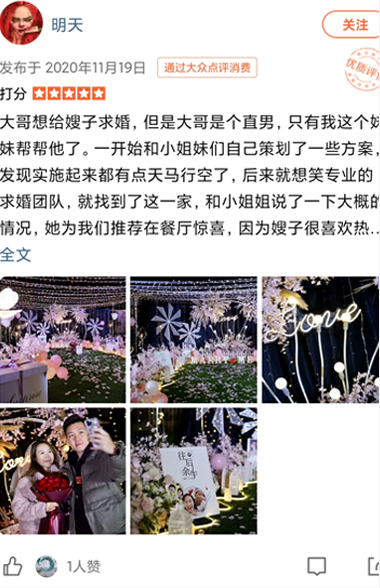 明天
关注
发布于 2020年11月19日
通过大众点评消费
优质评
打分
大哥想给嫂子求婚，但是大哥是个直男，只有我这个妹
妹帮帮他了。一开始和小姐妹们自己策划了一些方案，
发现实施起来都有点天马行空了，后来就想笑专业的
求婚团队，就找到了这一家，和小姐姐说了一下大概的
情况，她为我们推荐在餐厅惊喜，因为嫂子很喜欢热...
全文
MARRY ME
Love
往后余生
1人赞